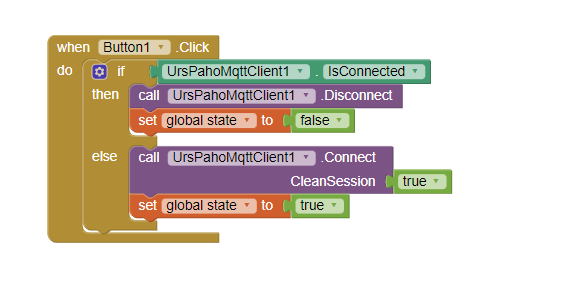 when Button1 .Click
do if UrsPahoMqttClient1 . IsConnected
then call UrsPahoMqttClient1 .Disconnect
set global state to false
else call UrsPahoMqttClient1 .Connect
CleanSession true
set global state to true